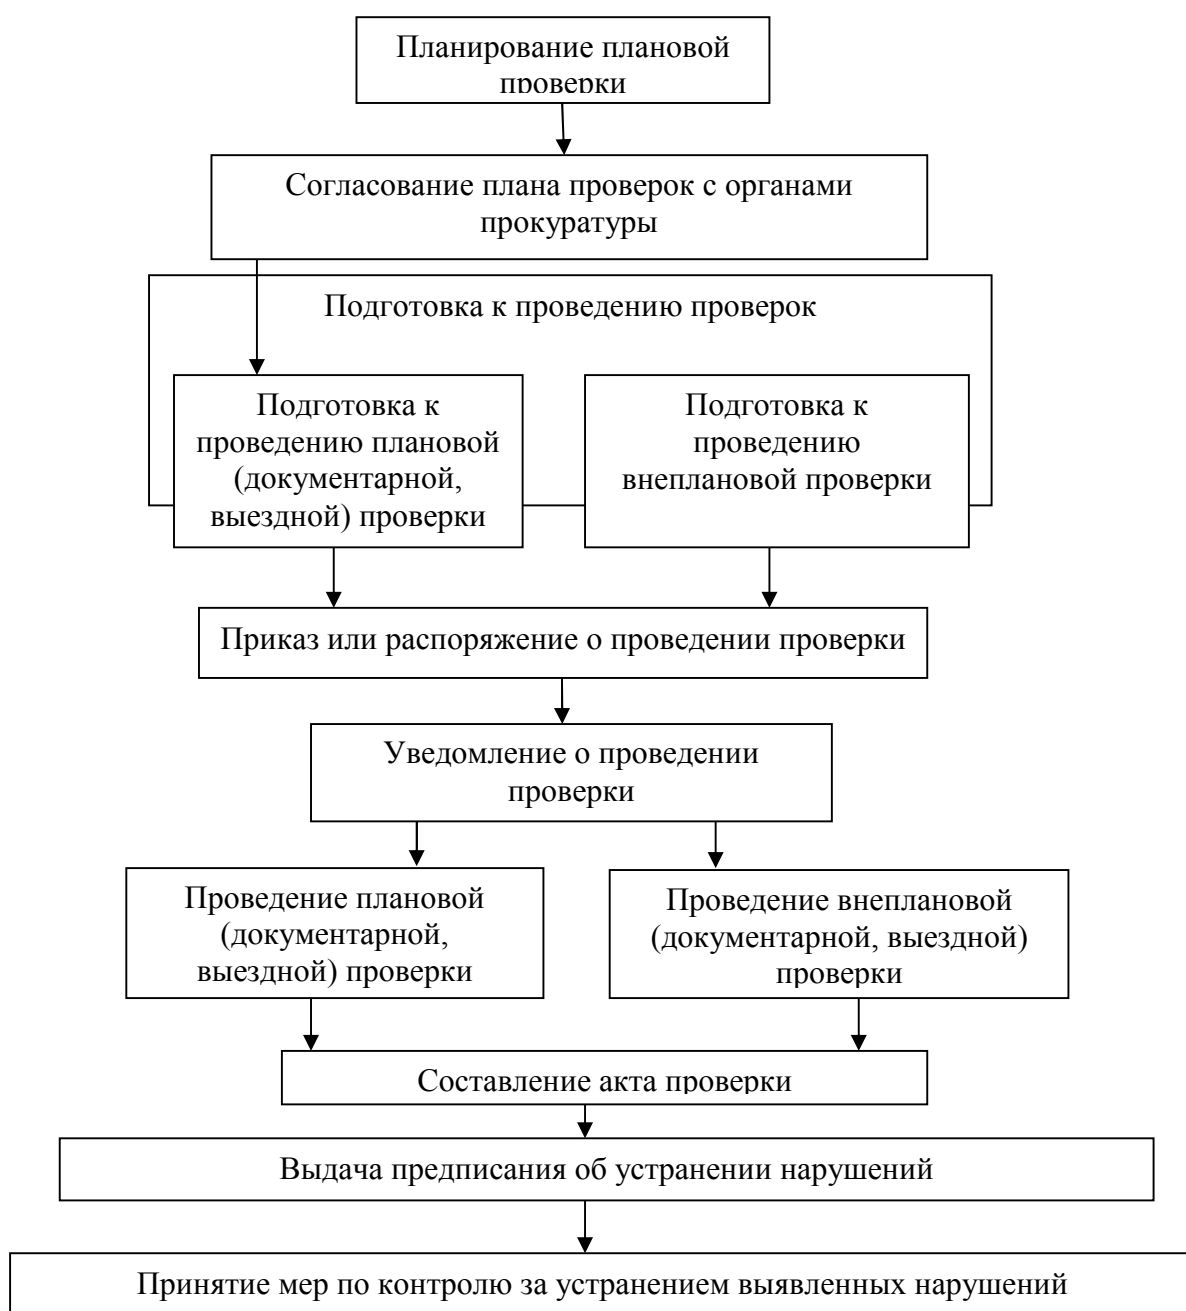 Планирование плановой
проверки
Согласование плана проверок с органами
прокуратуры
Подготовка к проведению проверок
Подготовка к
проведению плановой
(документарной,
выездной) проверки
Подготовка к
проведению
внеплановой проверки
Приказ или распоряжение о проведении проверки
Уведомление о проведении
проверки
Проведение плановой
(документарной,
выездной) проверки
Проведение внеплановой
(документарной, выездной)
проверки
Составление акта проверки
Выдача предписания об устранении нарушений
Принятие мер по контролю за устранением выявленных нарушений